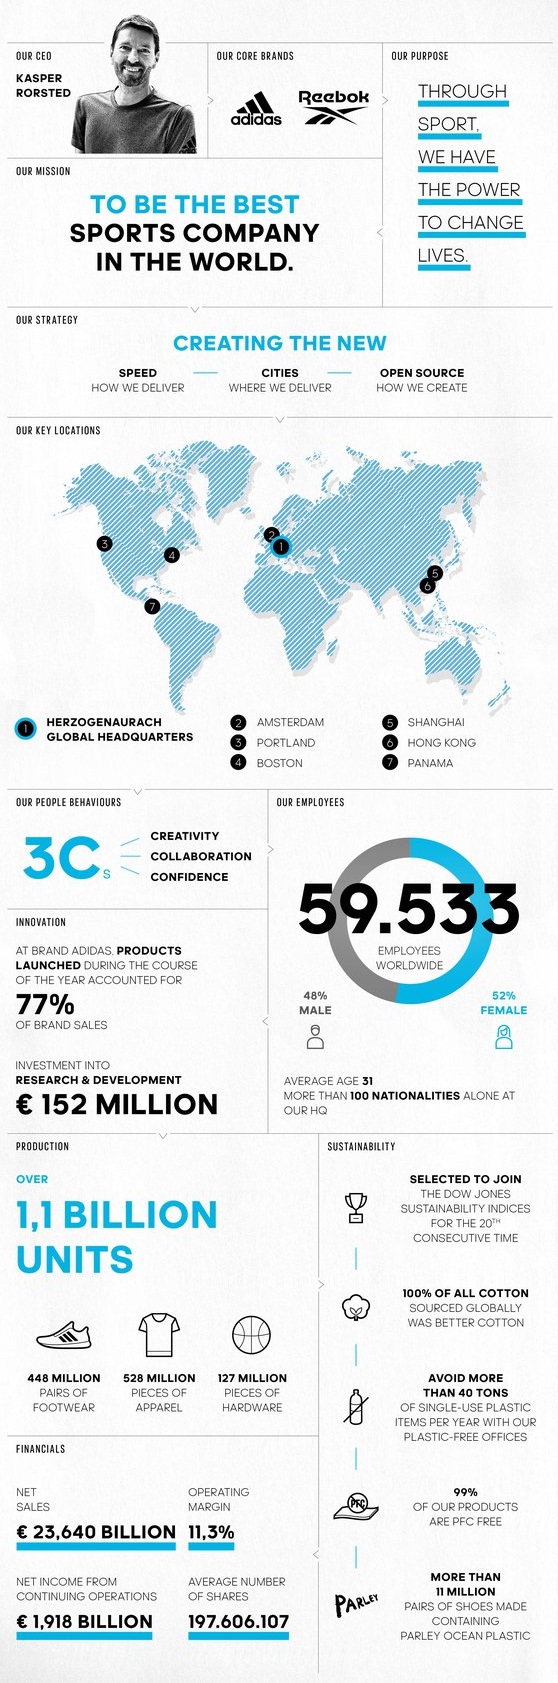 OUR CEO
KASPER
RORSTED
OUR CORE BRANDS
adidas
Reebok
OUR PURPOSE
THROUGH
SPORT,
WE HAVE
THE POWER
TO CHANGE
LIVES.
OUR MISSION
TO BE THE BEST
SPORTS COMPANY
IN THE WORLD.
OUR STRATEGY
CREATING THE NEW
SPEED
HOW WE DELIVER
CITIES
WHERE WE DELIVER
OPEN SOURCE
HOW WE CREATE
OUR KEY LOCATIONS
3
4
7
2
1
5
6
1 HERZOGENAURACH
GLOBAL HEADQUARTERS
2 AMSTERDAM
3 PORTLAND
4 BOSTON
5 SHANGHAI
6 HONG KONG
7 PANAMA
OUR PEOPLE BEHAVIOURS
3Cs
CREATIVITY
COLLABORATION
CONFIDENCE
OUR EMPLOYEES
59.533
EMPLOYEES
WORLDWIDE
48%
MALE
52%
FEMALE
AVERAGE AGE 31
MORE THAN 100 NATIONALITIES ALONE AT
OUR HQ
INNOVATION
AT BRAND ADIDAS, PRODUCTS
LAUNCHED DURING THE COURSE
OF THE YEAR ACCOUNTED FOR
77%
OF BRAND SALES
INVESTMENT INTO
RESEARCH & DEVELOPMENT
€ 152 MILLION
PRODUCTION
OVER
1,1 BILLION
UNITS
448 MILLION
PAIRS OF
FOOTWEAR
528 MILLION
PIECES OF
APPAREL
127 MILLION
PIECES OF
HARDWARE
FINANCIALS
NET
SALES
€ 23,640 BILLION
OPERATING
MARGIN
11,3%
NET INCOME FROM
CONTINUING OPERATIONS
€ 1,918 BILLION
AVERAGE NUMBER
OF SHARES
197.606.107
SUSTAINABILITY
SELECTED TO JOIN
THE DOW JONES
SUSTAINABILITY INDICES
FOR THE 20TH
CONSECUTIVE TIME
100% OF ALL COTTON
SOURCED GLOBALLY
WAS BETTER COTTON
AVOID MORE
THAN 40 TONS
OF SINGLE-USE PLASTIC
ITEMS PER YEAR WITH OUR
PLASTIC-FREE OFFICES
PFC
99%
OF OUR PRODUCTS
ARE PFC FREE
PARLEY
MORE THAN
11 MILLION
PAIRS OF SHOES MADE
CONTAINING
PARLEY OCEAN PLASTIC